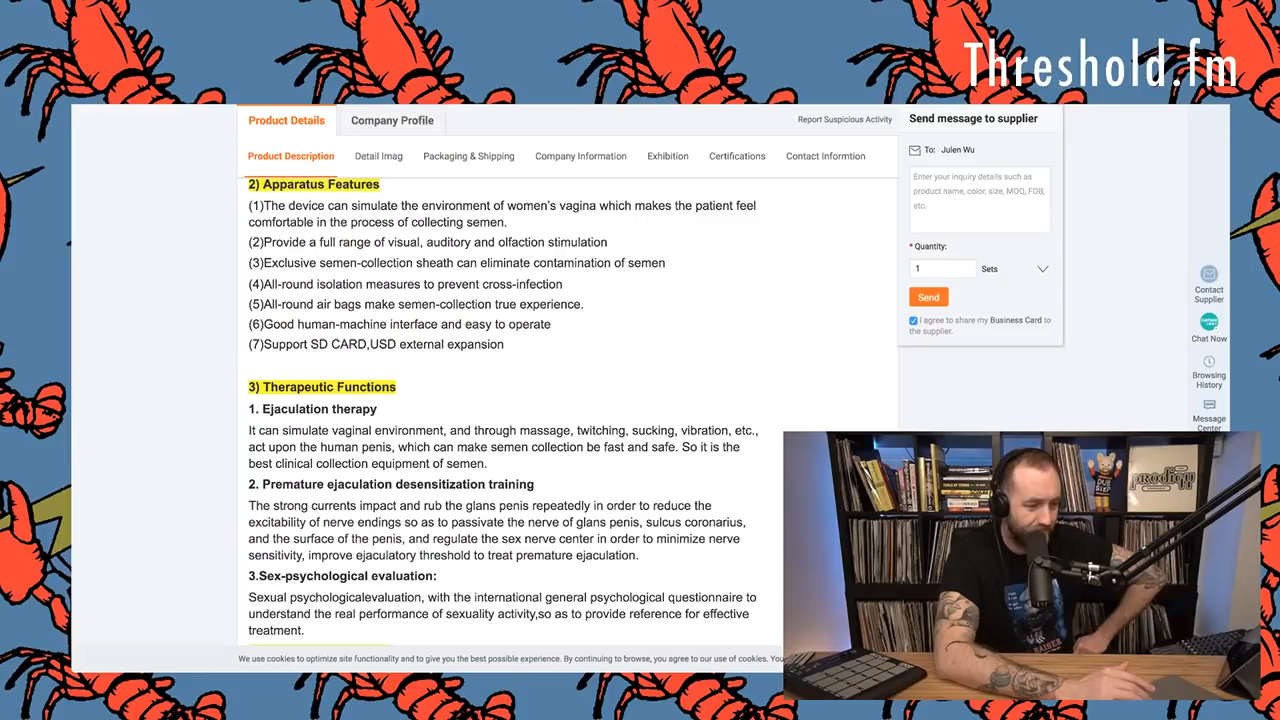 Threshold.fm
Product Details
Company Profile
Report Suspicious Activity
Send message to supplier
Product Description
Detail Imag
Packaging & Shipping
Company Information
Exhibition
Certifications
Contact Informtion
To: Julen Wu
Enter your inquiry details such as
product name, color, size, MOQ, FOB,
etc.
* Quantity:
1
Sets
Send
I agree to share my Business Card to
the supplier.
Contact
Supplier
Chat Now
Browsing
History
Message
Center
2) Apparatus Features
(1)The device can simulate the environment of women's vagina which makes the patient feel
comfortable in the process of collecting semen.
(2)Provide a full range of visual, auditory and olfaction stimulation
(3)Exclusive semen-collection sheath can eliminate contamination of semen
(4)All-round isolation measures to prevent cross-infection
(5)All-round air bags make semen-collection true experience.
(6)Good human-machine interface and easy to operate
(7)Support SD CARD,USD external expansion
3) Therapeutic Functions
1. Ejaculation therapy
It can simulate vaginal environment, and through massage, twitching, sucking, vibration, etc.,
act upon the human penis, which can make semen collection be fast and safe. So it is the
best clinical collection equipment of semen.
2. Premature ejaculation desensitization training
The strong currents impact and rub the glans penis repeatedly in order to reduce the
excitability of nerve endings so as to passivate the nerve of glans penis, sulcus coronarius,
and the surface of the penis, and regulate the sex nerve center in order to minimize nerve
sensitivity, improve ejaculatory threshold to treat premature ejaculation.
3.Sex-psychological evaluation:
Sexual psychologicalevaluation, with the international general psychological questionnaire to
understand the real performance of sexuality activity,so as to provide reference for effective
treatment.
We use cookies to optimize site functionality and to give you the best possible experience. By continuing to browse, you agree to our use of cookies. You
prodigy